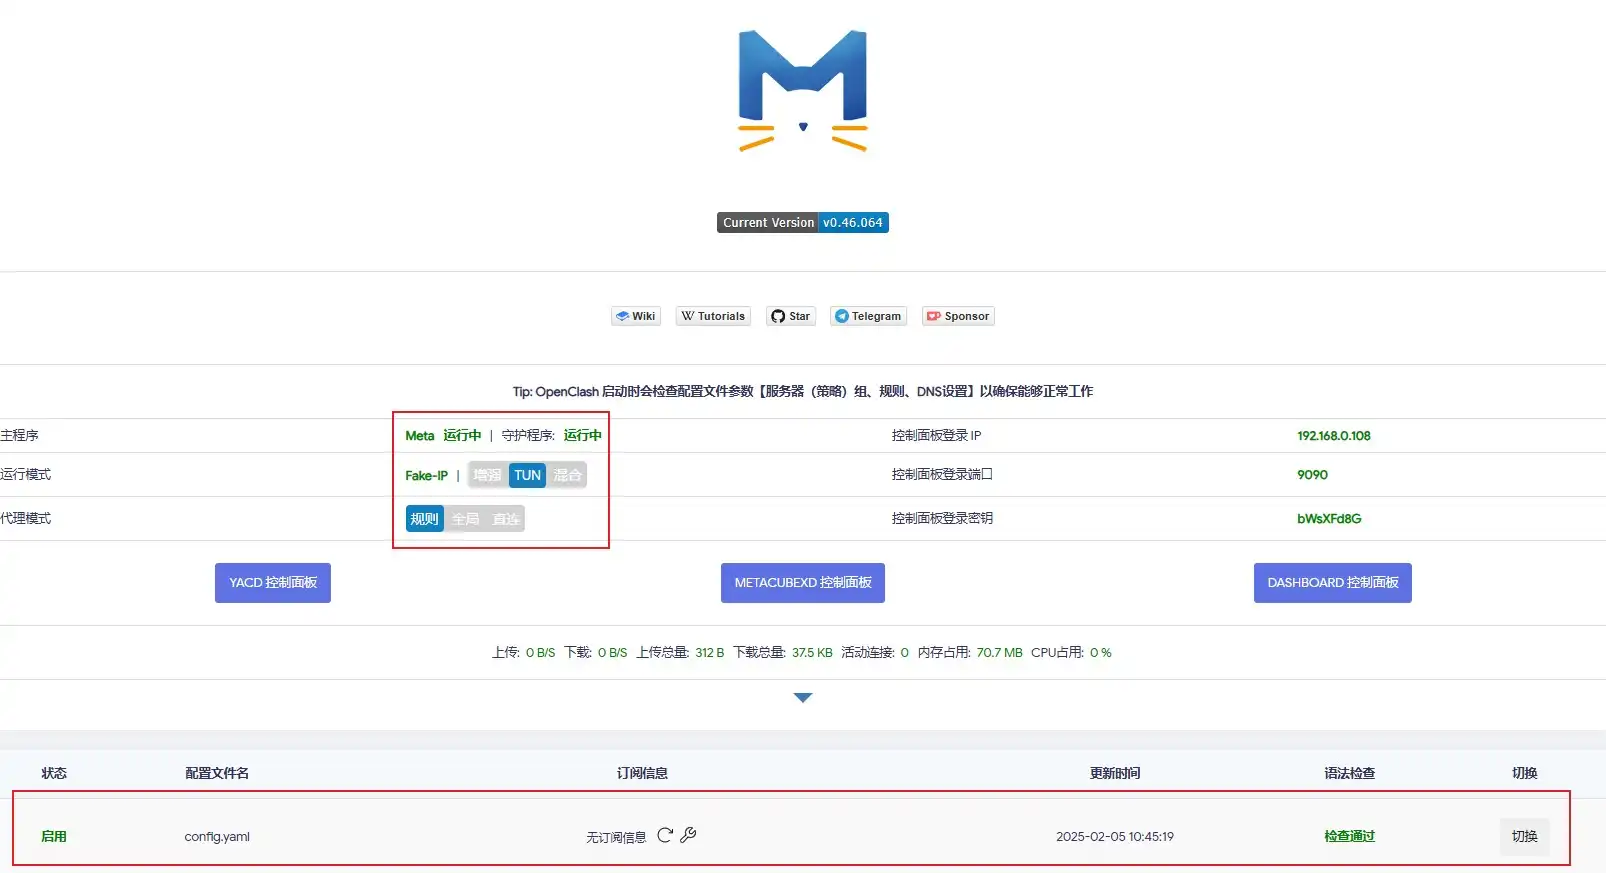 Current Version v0.46.064
Wiki Tutorials Star Telegram Sponsor
Tip: OpenClash 启动时会检查配置文件参数【服务器（策略）组、规则、DNS设置】以确保能够正常工作
主程序 Meta 运行中 | 守护程序: 运行中 控制面板登录 IP 192.168.0.108
运行模式 Fake-IP | 增强 TUN 混合 控制面板登录端口 9090
代理模式 规则 全局 直连 控制面板登录密钥 bWsXFd8G
YACD 控制面板 METACUBEXD 控制面板 DASHBOARD 控制面板
上传: 0 B/S 下载: 0 B/S 上传总量: 312 B 下载总量: 37.5 KB 活动连接: 0 内存占用: 70.7 MB CPU占用: 0 %
状态 配置文件名 订阅信息 更新时间 语法检查 切换
启用 config.yaml 无订阅信息 2025-02-05 10:45:19 检查通过 切换